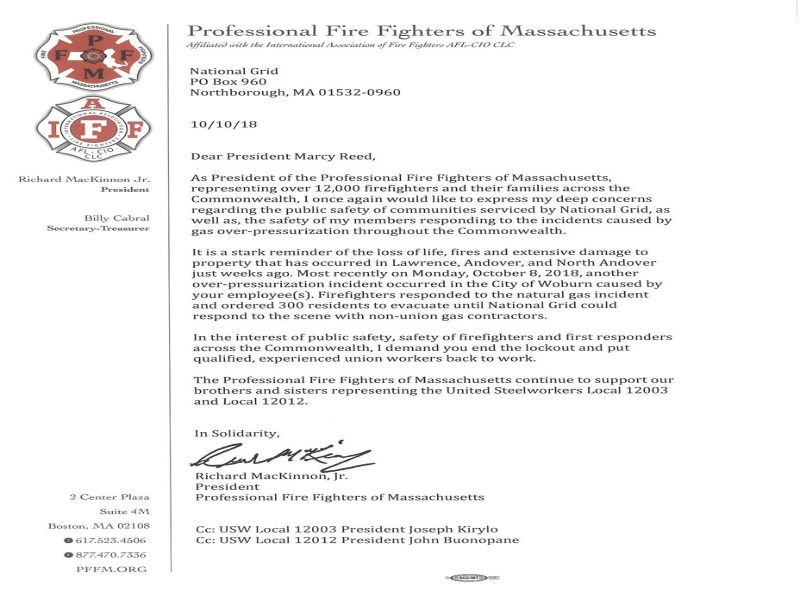 Professional Fire Fighters of Massachusetts
Affiliated with the International Association of Fire Fighters AFL-CIO CLC
PROFESSIONAL
FIRE
FIGHTERS
P
F F
M
MASSACHUSETTS
A
I F F
INTERNATIONAL ASSOCIATION
FIRE FIGHTERS
AFL-CIO
CLC
Richard MacKinnon Jr.
President
Billy Cabral
Secretary-Treasurer
National Grid
PO Box 960
Northborough, MA 01532-0960
10/10/18
Dear President Marcy Reed,
As President of the Professional Fire Fighters of Massachusetts,
representing over 12,000 firefighters and their families across the
Commonwealth, I once again would like to express my deep concerns
regarding the public safety of communities serviced by National Grid, as
well as, the safety of my members responding to the incidents caused by
gas over-pressurization throughout the Commonwealth.
It is a stark reminder of the loss of life, fires and extensive damage to
property that has occurred in Lawrence, Andover, and North Andover
just weeks ago. Most recently on Monday, October 8, 2018, another
over-pressurization incident occurred in the City of Woburn caused by
your employee(s). Firefighters responded to the natural gas incident
and ordered 300 residents to evacuate until National Grid could
respond to the scene with non-union gas contractors.
In the interest of public safety, safety of firefighters and first responders
across the Commonwealth, I demand you end the lockout and put
qualified, experienced union workers back to work.
The Professional Fire Fighters of Massachusetts continue to support our
brothers and sisters representing the United Steelworkers Local 12003
and Local 12012.
In Solidarity,
Richard MacKinnon, Jr.
President
Professional Fire Fighters of Massachusetts
Cc: USW Local 12003 President Joseph Kirylo
Cc: USW Local 12012 President John Buonopane
2 Center Plaza
Suite 4M
Boston, MA 02108
617.523.4506
877.470.7336
PFFM.ORG